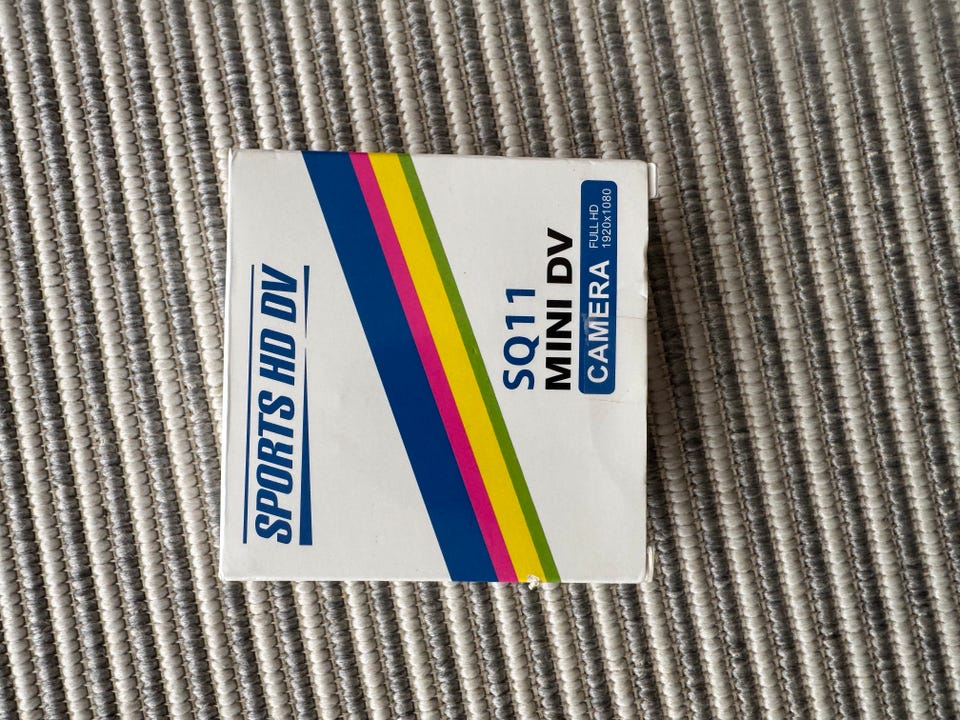 SPORTS HD DV
SQ11
MINI DV
CAMERA FULL HD
1920x1080